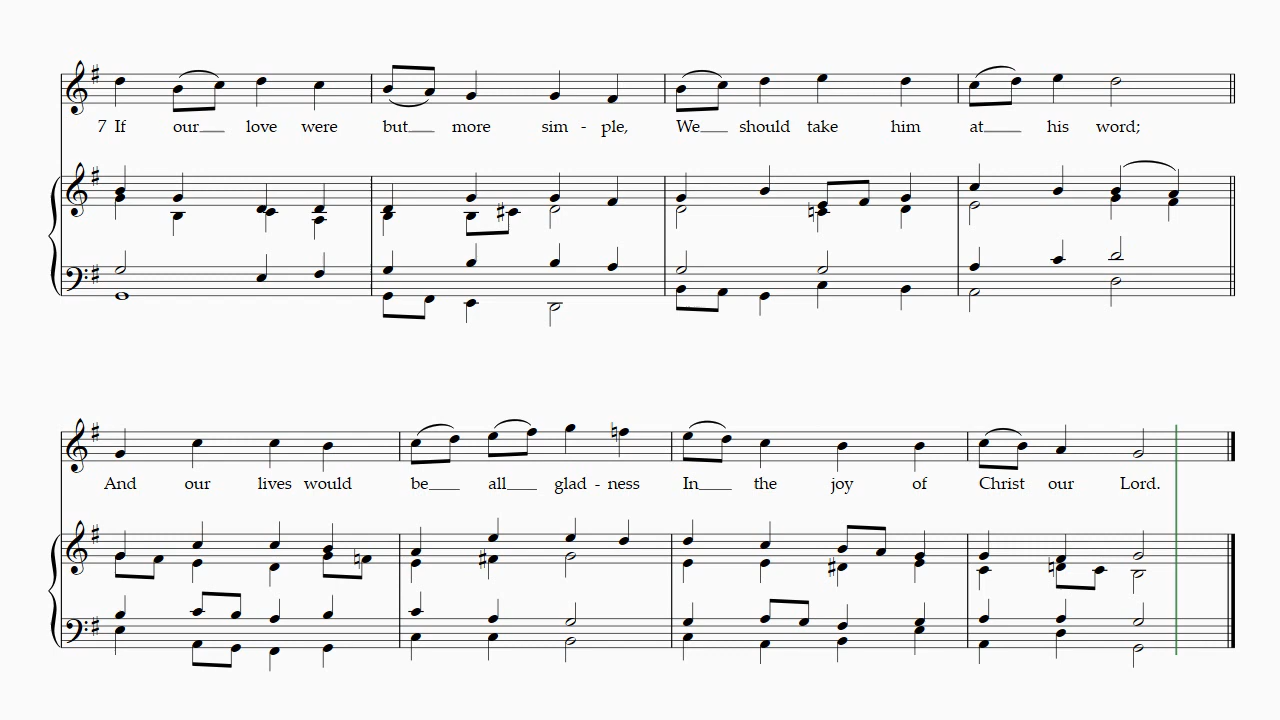 7 If our love were but more sim - ple, We should take him at his word;
And our lives would be all glad - ness In the joy of Christ our Lord.